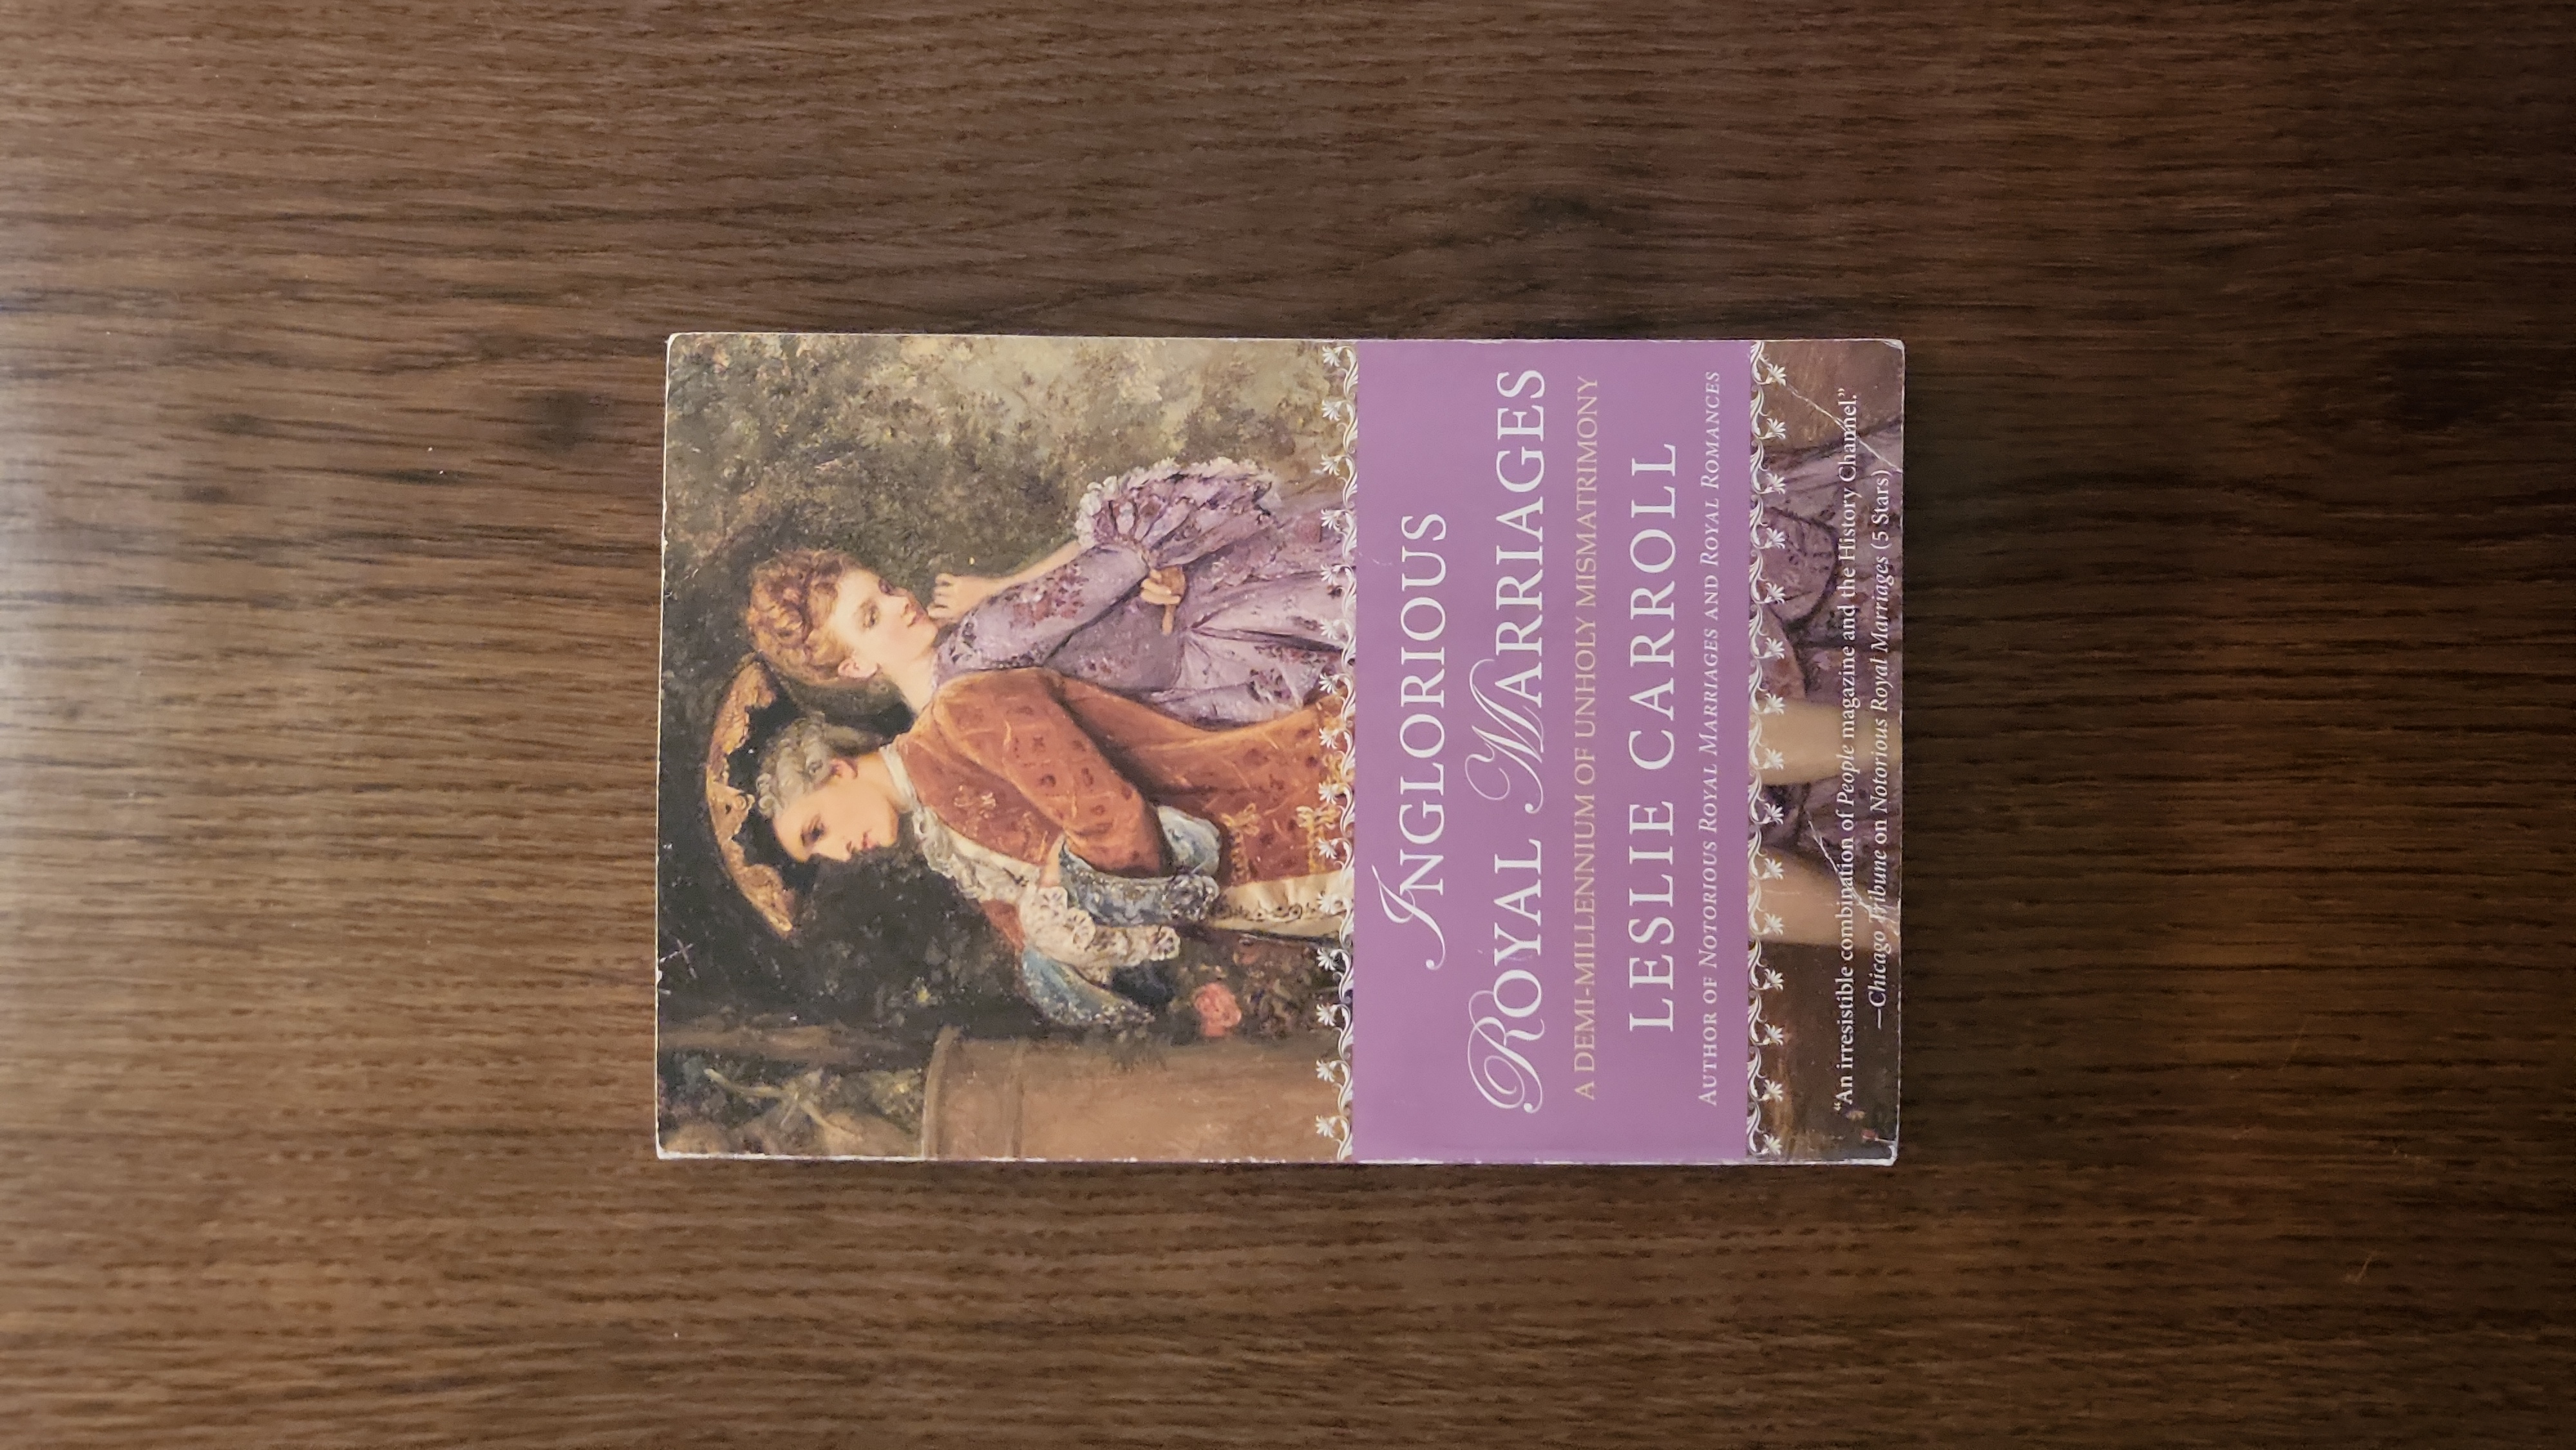 INGLORIOUS
ROYAL MARRIAGES
A DEMI-MILLENNIUM OF UNHOLY MISMATRIMONY
LESLIE CARROLL
AUTHOR OF NOTORIOUS ROYAL MARRIAGES AND ROYAL ROMANCES
“An irresistible combination of People magazine and the History Channel.”
—Chicago Tribune on Notorious Royal Marriages (5 Stars)